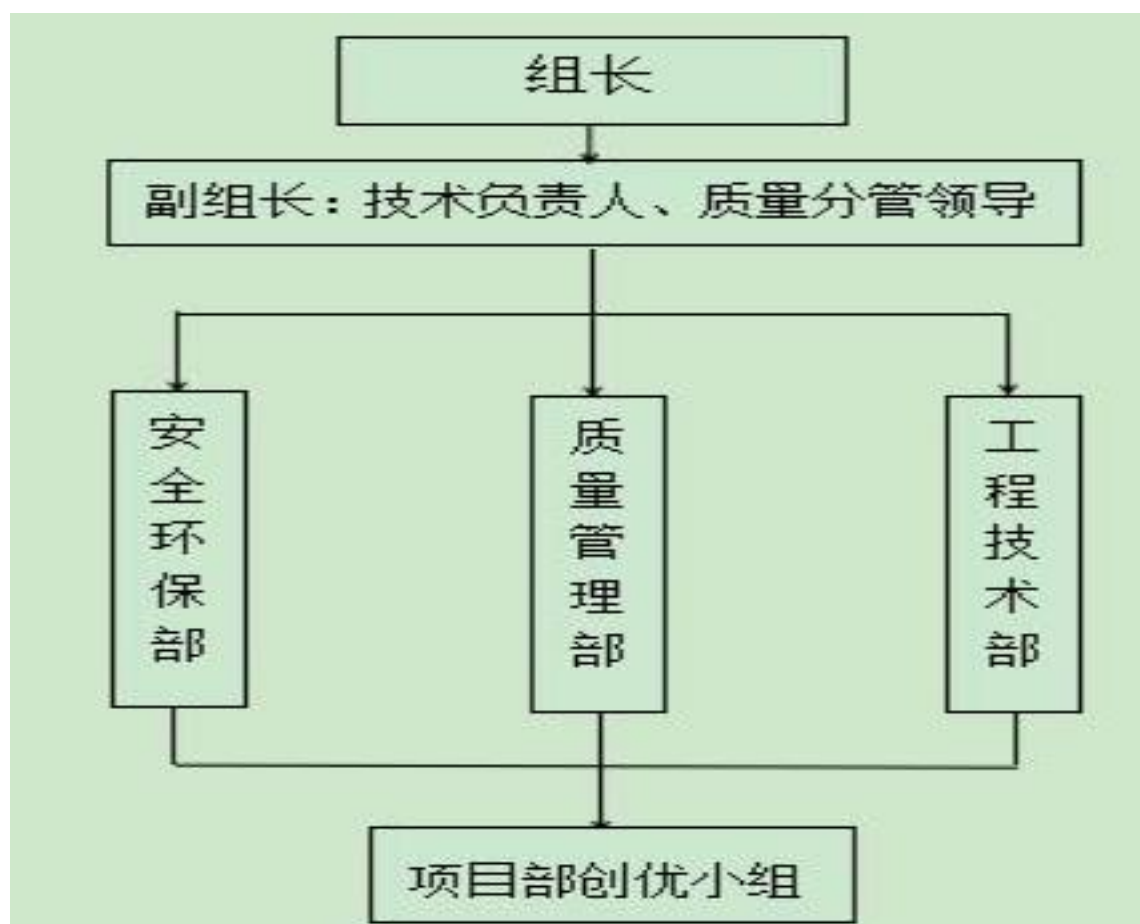 组长
副组长：技术负责人、质量分管领导
安全环保部
质量管理部
工程技术部
项目部创优小组